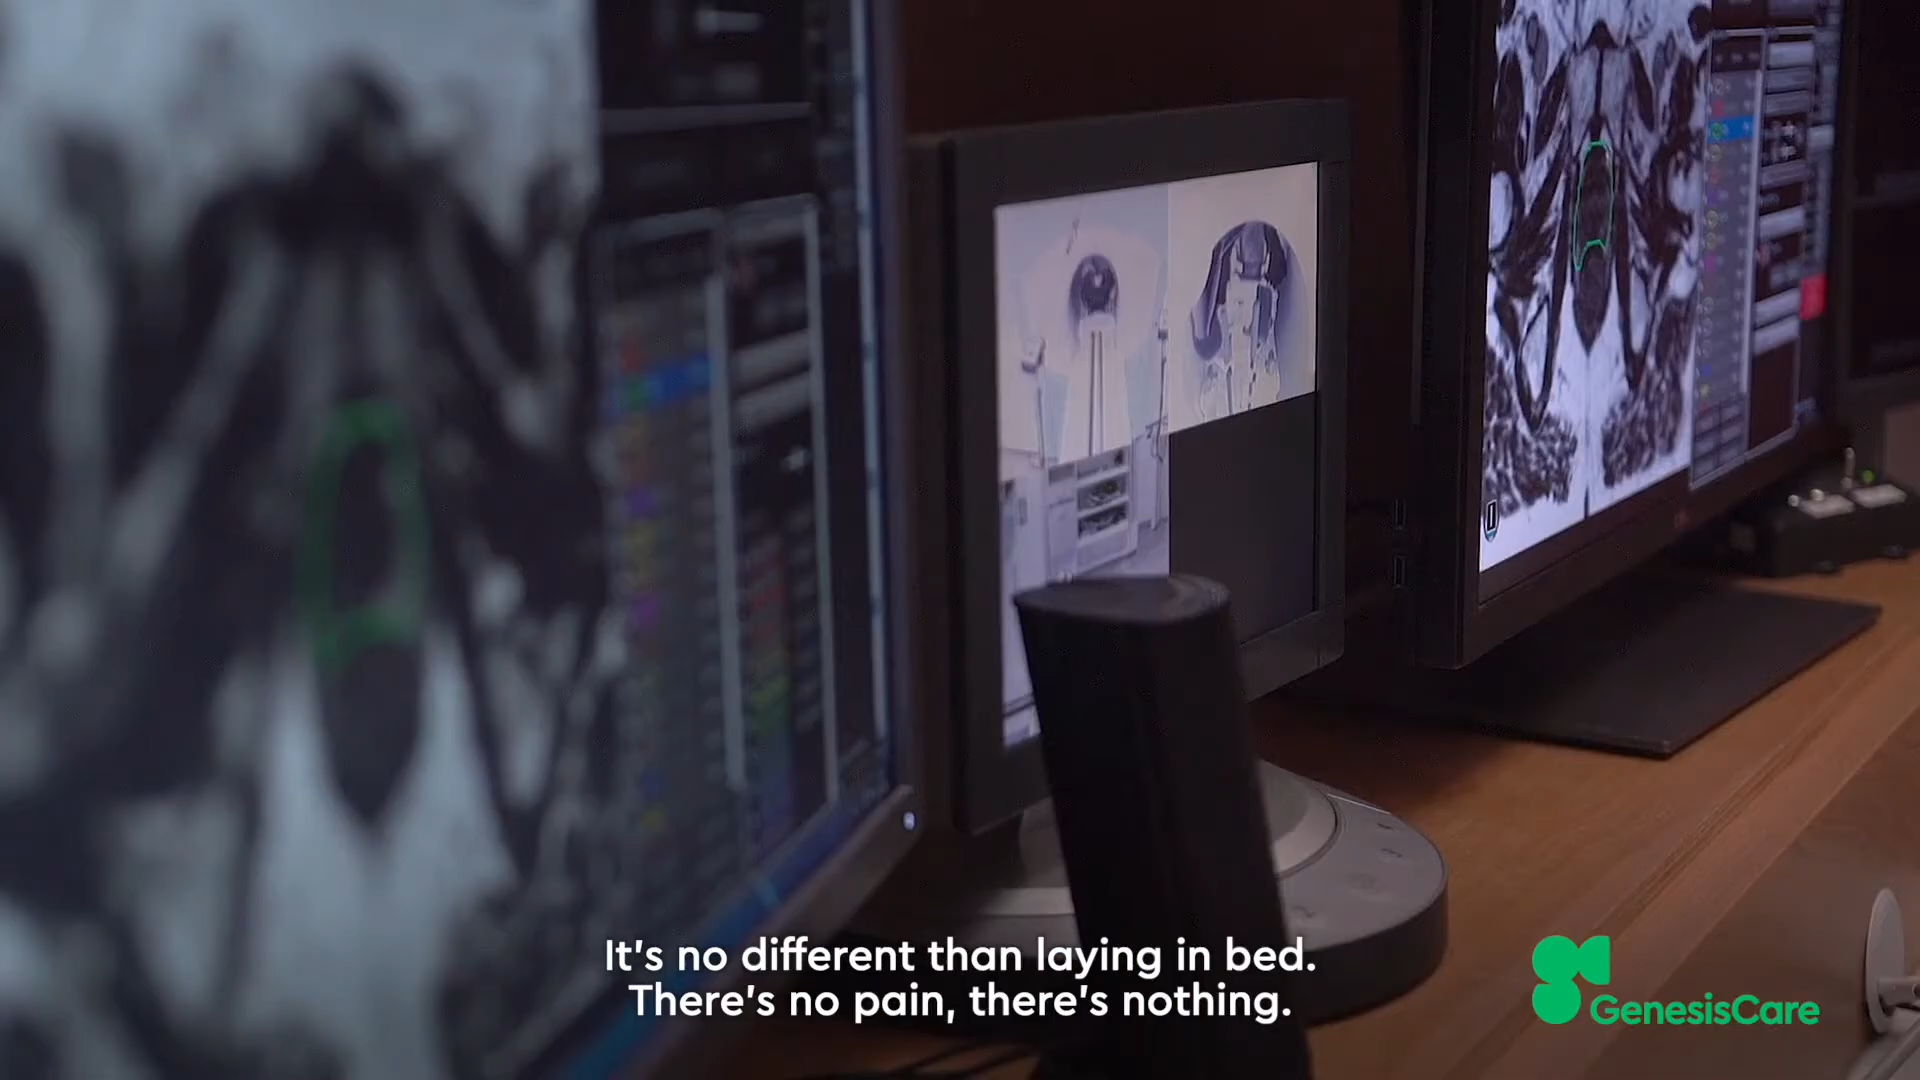 It's no different than laying in bed.
There's no pain, there's nothing.
GenesisCare